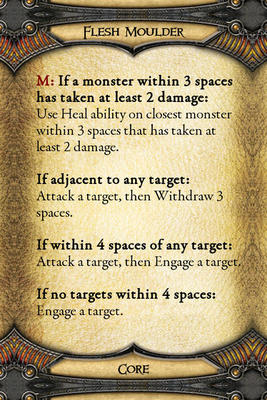 Flesh Moulder
M: If a monster within 3 spaces
has taken at least 2 damage:
Use Heal ability on closest monster
within 3 spaces that has taken at
least 2 damage.
If adjacent to any target:
Attack a target, then Withdraw 3
spaces.
If within 4 spaces of any target:
Attack a target, then Engage a target.
If no targets within 4 spaces:
Engage a target.
Core